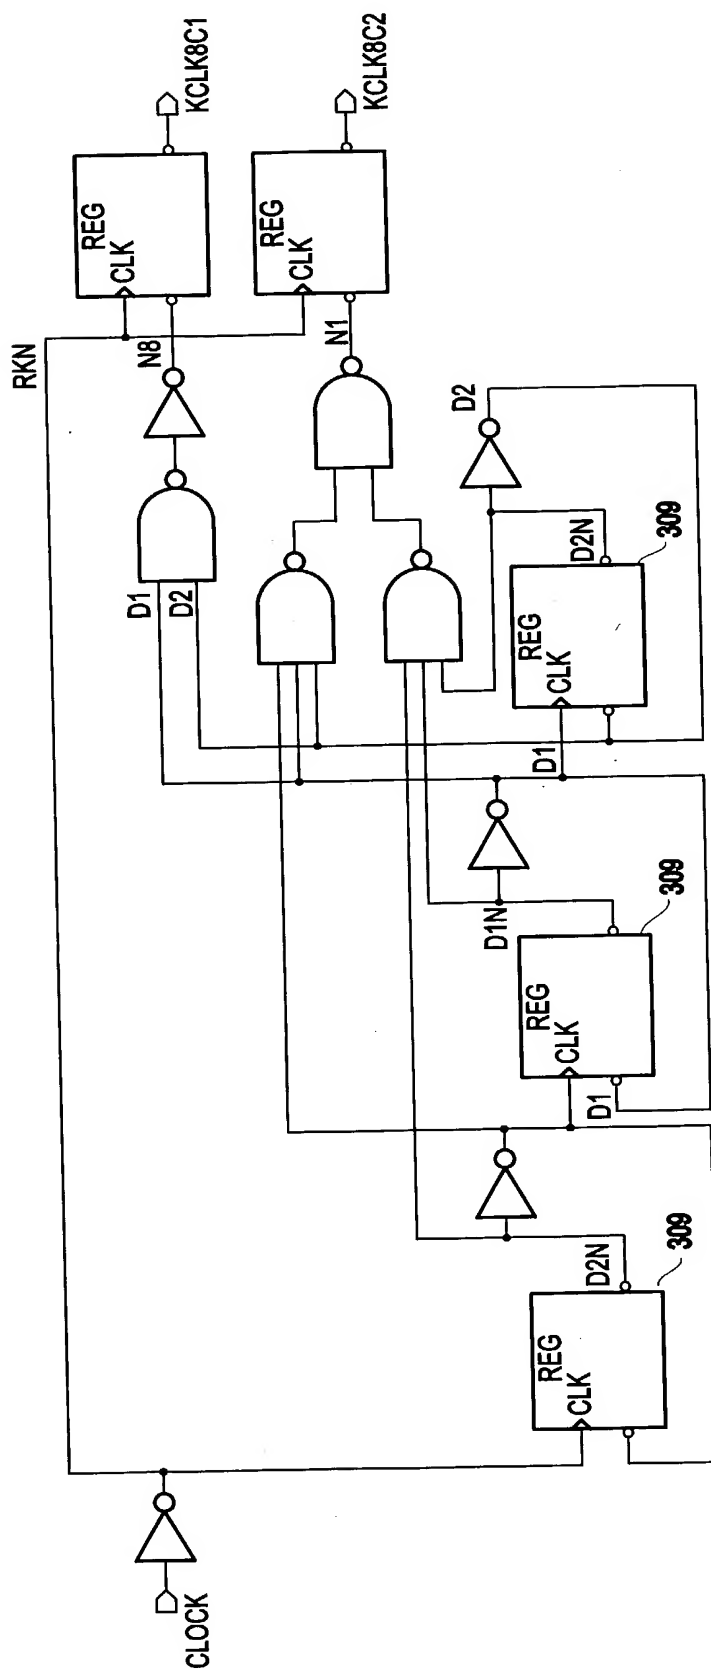 RKN
REG
CLK
KCLK8C1
N8
REG
CLK
KCLK8C2
N1
D1
D2
D2
D2N
REG
CLK
309
D1
D1N
REG
CLK
309
D1
D2N
REG
CLK
309
CLOCK